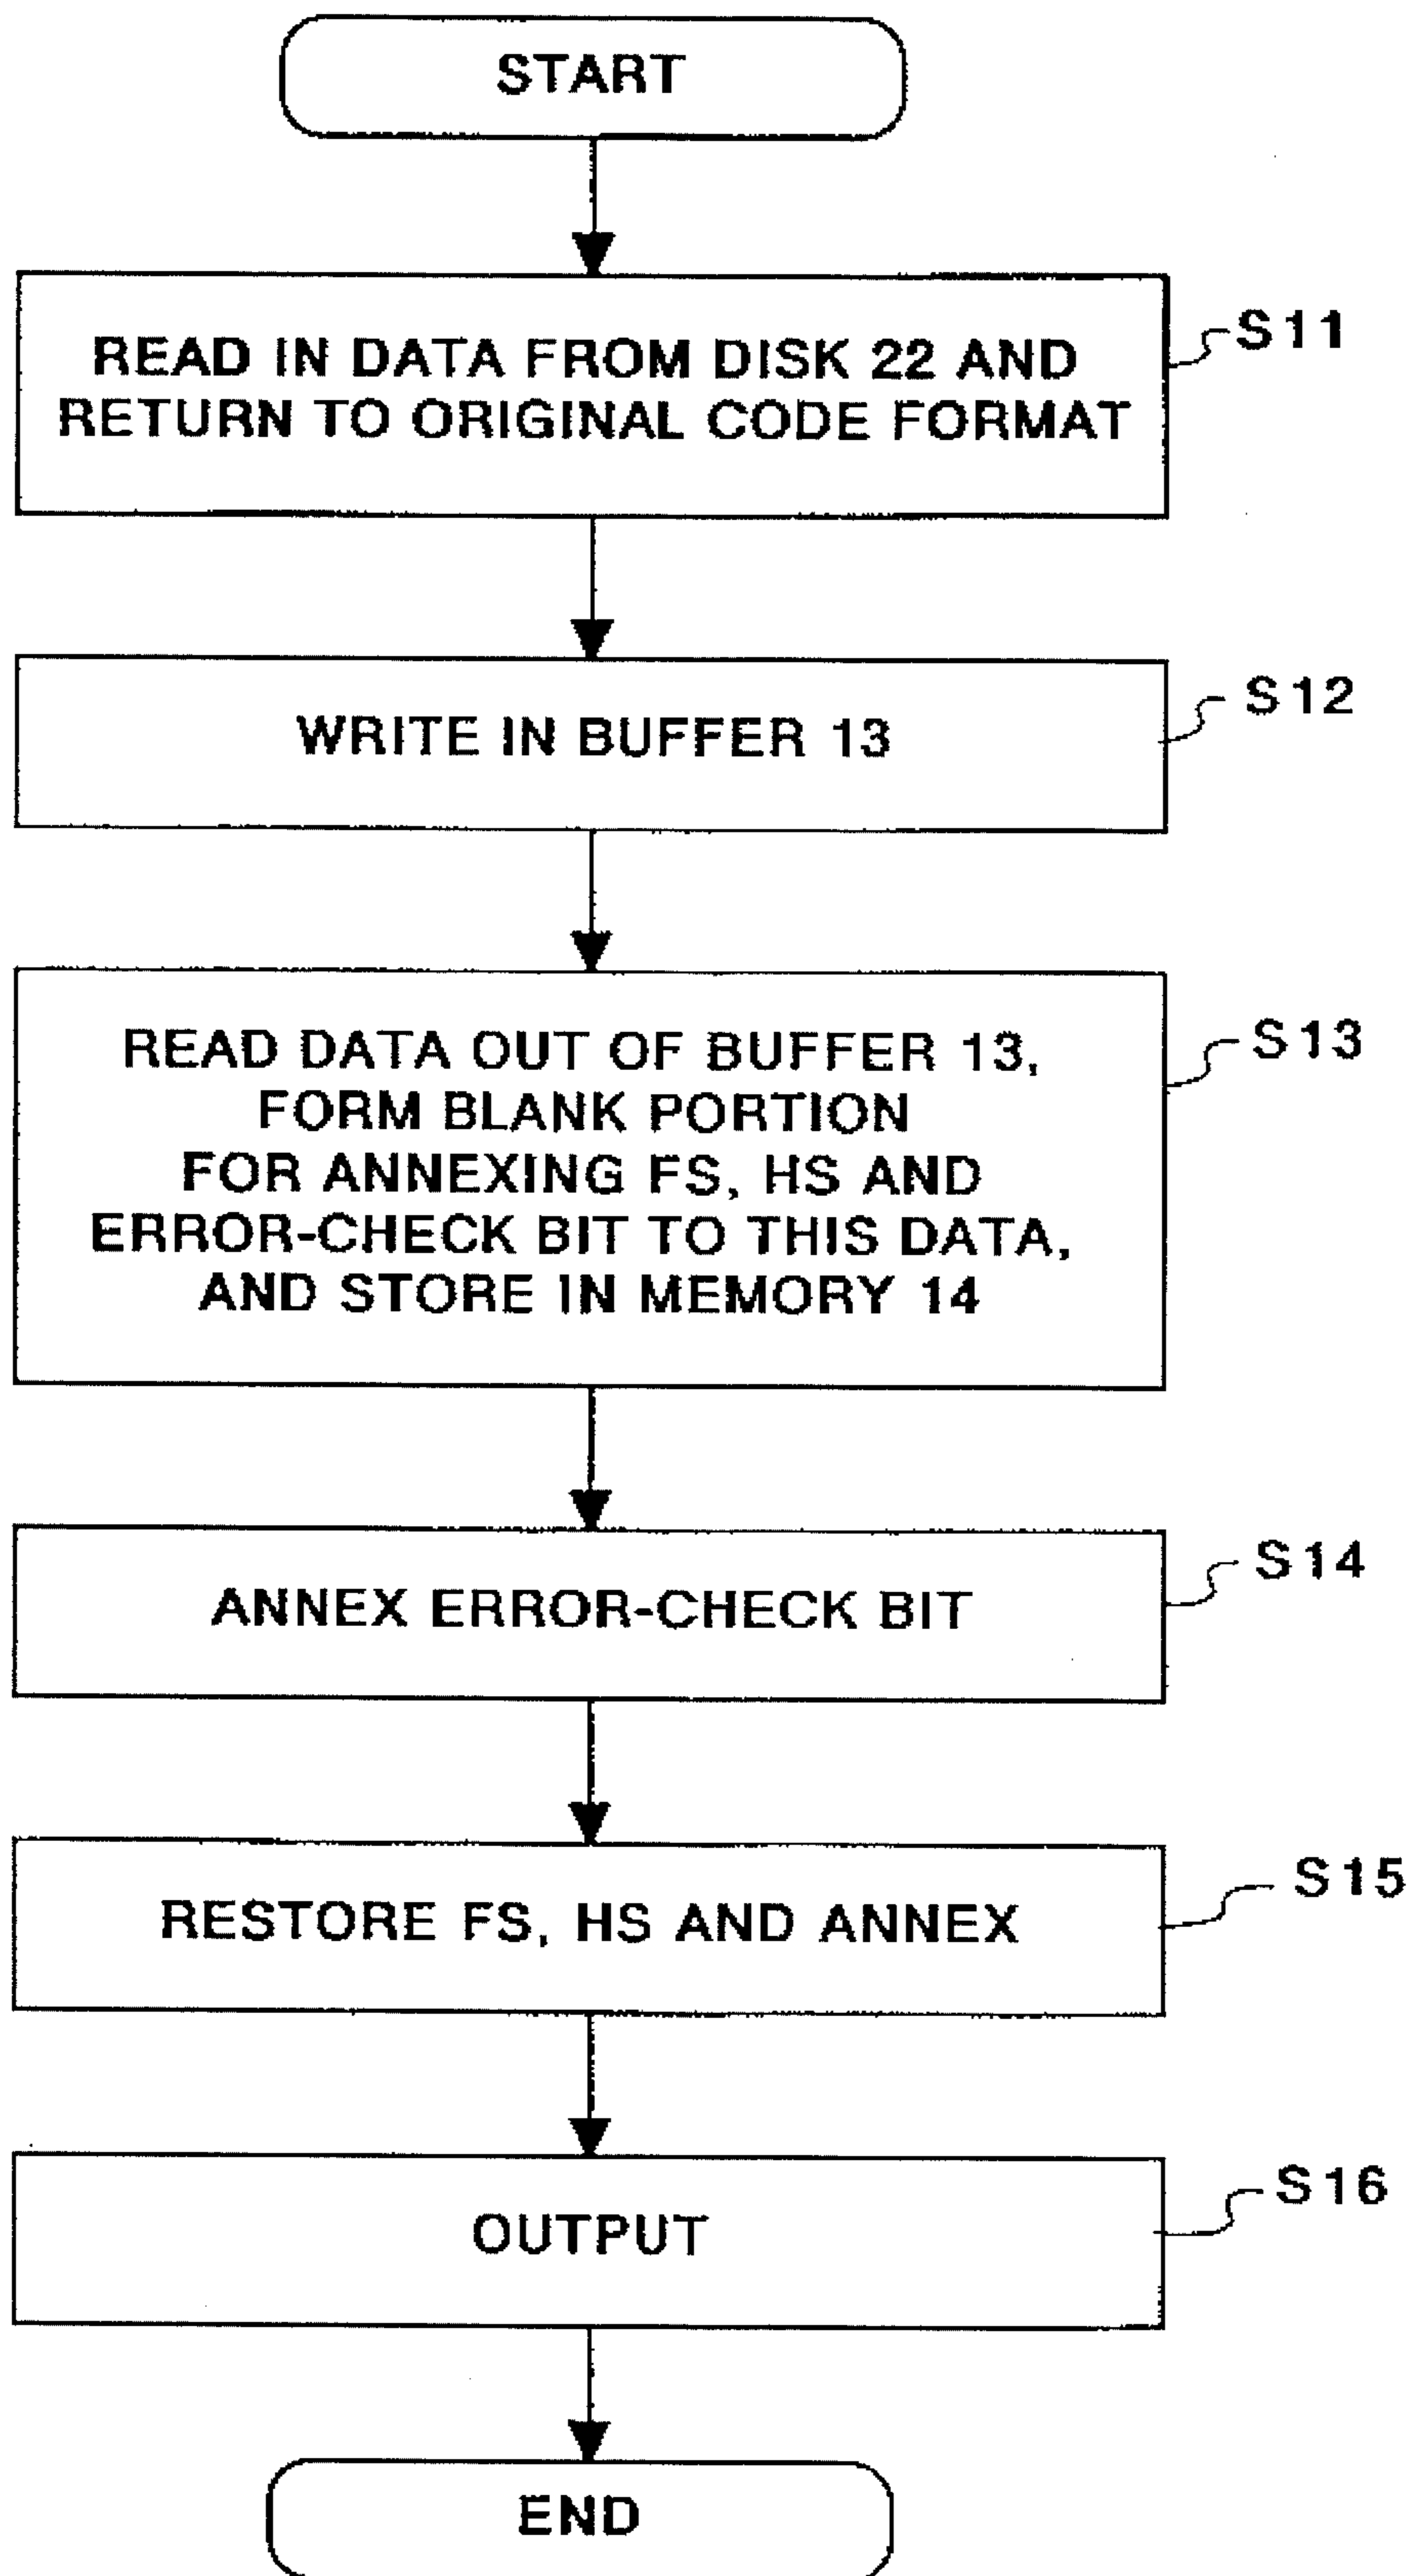 START
READ IN DATA FROM DISK 22 AND
RETURN TO ORIGINAL CODE FORMAT
S11
WRITE IN BUFFER 13
S12
READ DATA OUT OF BUFFER 13,
FORM BLANK PORTION
FOR ANNEXING FS, HS AND
ERROR-CHECK BIT TO THIS DATA,
AND STORE IN MEMORY 14
S13
ANNEX ERROR-CHECK BIT
S14
RESTORE FS, HS AND ANNEX
S15
OUTPUT
S16
END